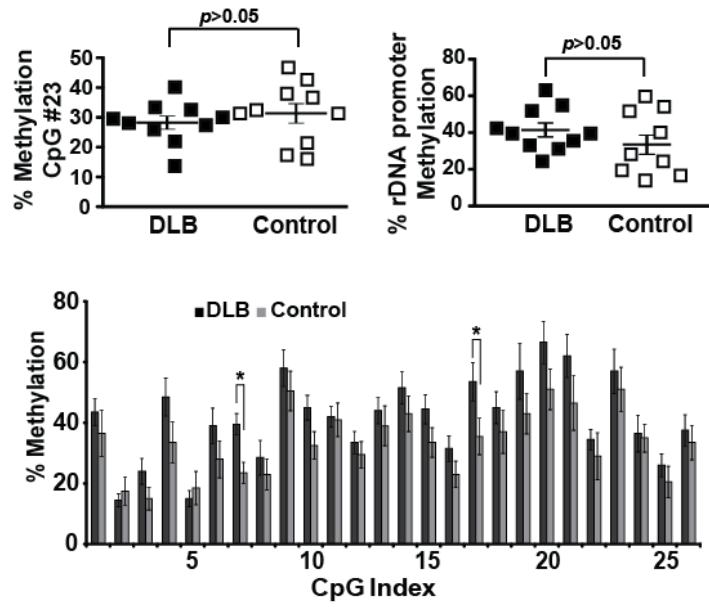 p>0.05
% Methylation
CpG #23
50
40
30
20
10
0
DLB
Control
p>0.05
% rDNA promoter
Methylation
80
60
40
20
0
DLB
Control
% Methylation
80
60
40
20
0
DLB
Control
*
*
5
10
15
20
25
CpG Index